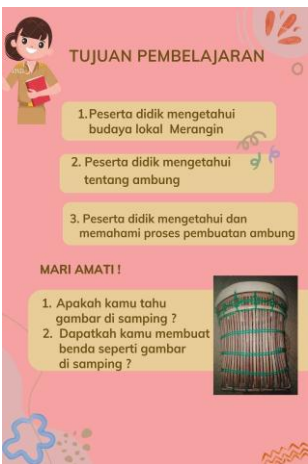 TUJUAN PEMBELAJARAN
1. Peserta didik mengetahui
budaya lokal Merangin
2. Peserta didik mengetahui
tentang ambung
3. Peserta didik mengetahui dan
memahami proses pembuatan ambung
MARI AMATI !
1. Apakah kamu tahu
gambar di samping ?
2. Dapatkah kamu membuat
benda seperti gambar
di samping ?